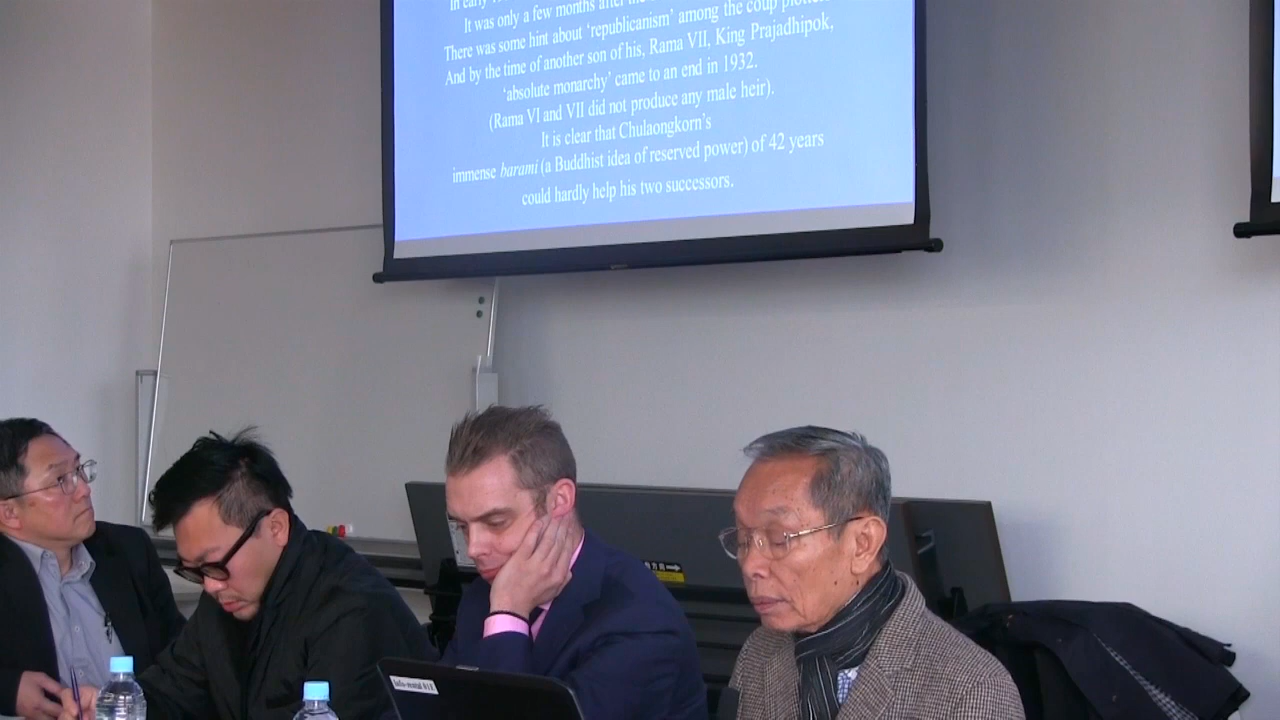 In early
It was only a few months after the
There was some hint about ‘republicanism’ among the coup plotters
And by the time of another son of his, Rama VII, King Prajadhipok,
‘absolute monarchy’ came to an end in 1932.
(Rama VI and VII did not produce any male heir).
It is clear that Chulaongkorn’s
immense barami (a Buddhist idea of reserved power) of 42 years
could hardly help his two successors.